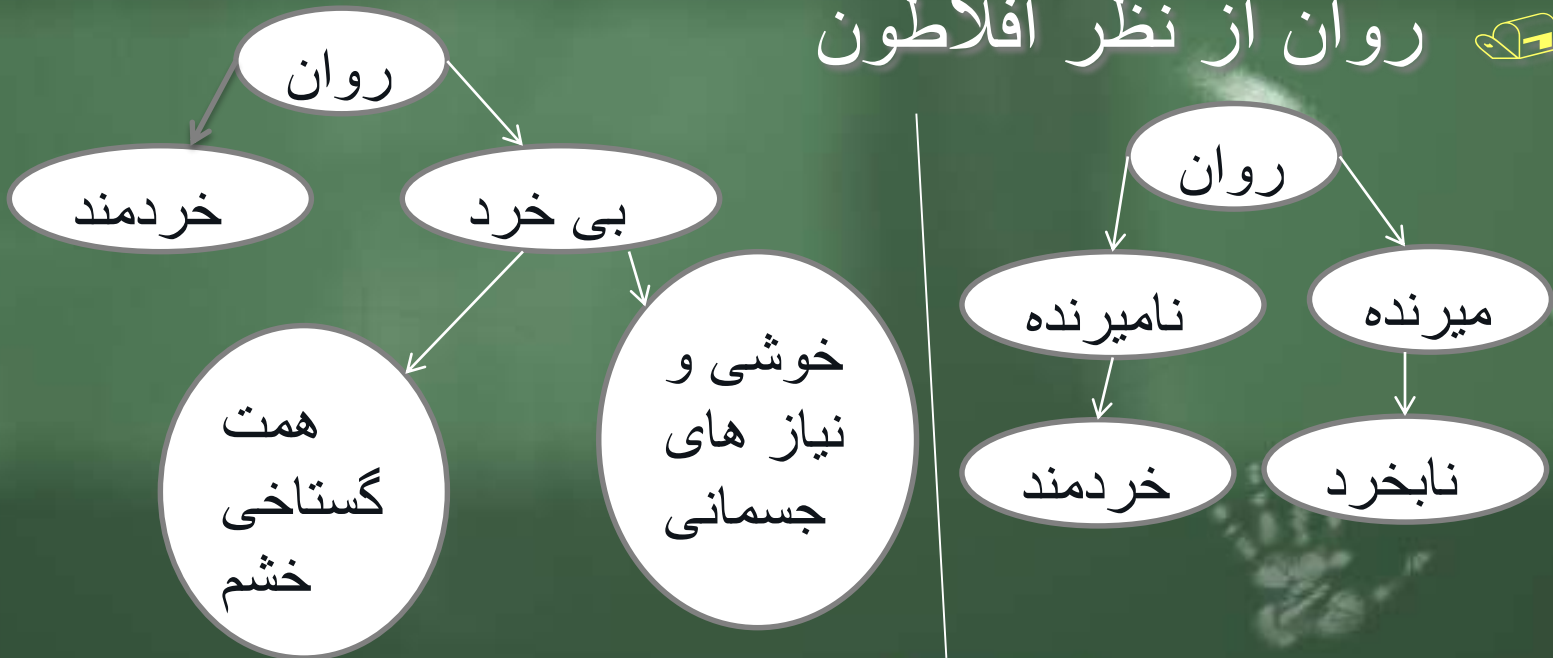 روان از نظر افلاطون
روان
نامیرنده
میرنده
خردمند
نابخرد
روان
خردمند
بی خرد
خوشی و
نیاز های
جسمانی
همت
گستاخی
خشم